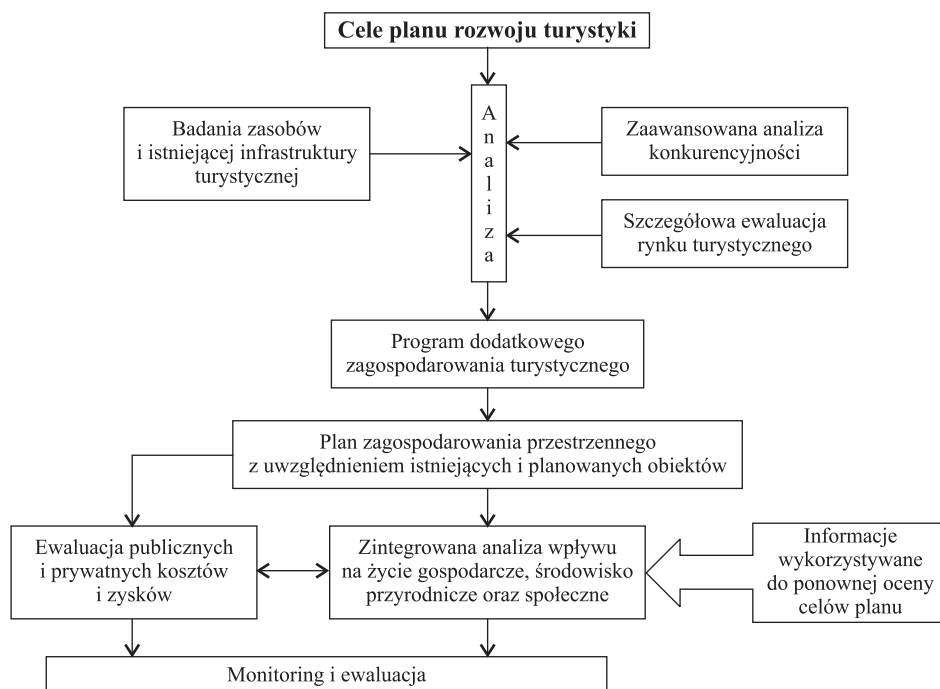 Cele planu rozwoju turystyki
Analiza
Badania zasobów
i istniejącej infrastruktury
turystycznej
Zaawansowana analiza
konkurencyjności
Szczegółowa ewaluacja
rynku turystycznego
Program dodatkowego
zagospodarowania turystycznego
Plan zagospodarowania przestrzennego
z uwzględnieniem istniejących i planowanych obiektów
Ewaluacja publicznych
i prywatnych kosztów
i zysków
Zintegrowana analiza wpływu
na życie gospodarcze, środowisko
przyrodnicze oraz społeczne
Informacje
wykorzystywane
do ponownej oceny
celów planu
Monitoring i ewaluacja